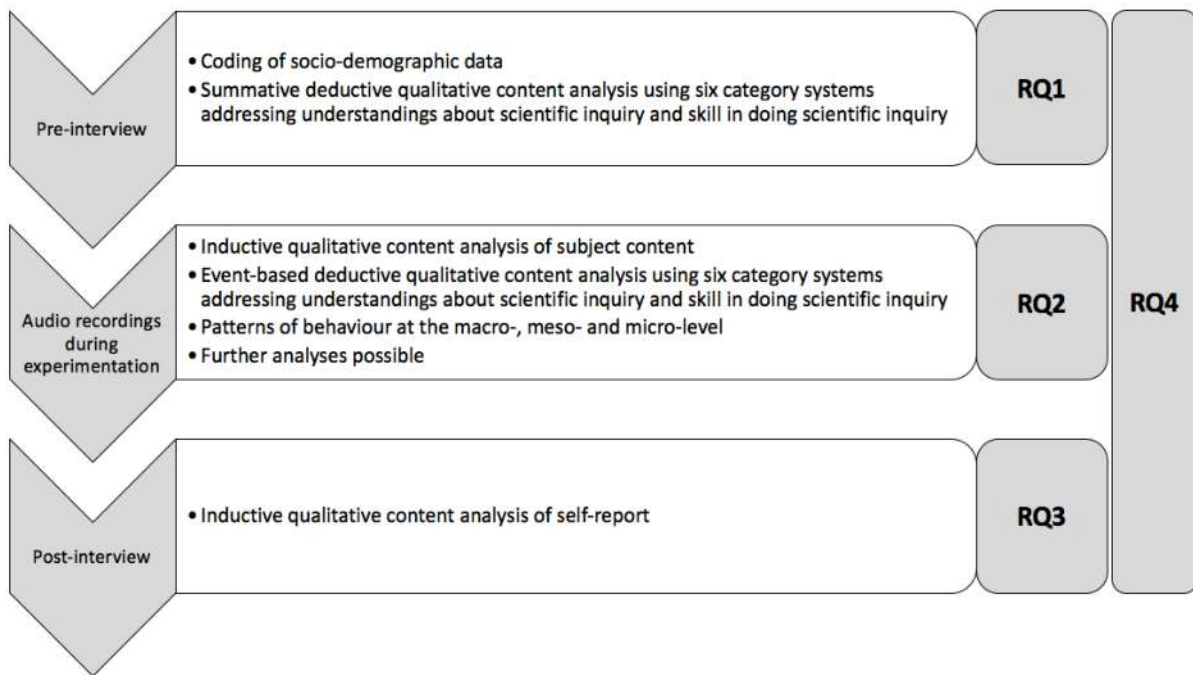 • Coding of socio-demographic data
• Summative deductive qualitative content analysis using six category systems
addressing understandings about scientific inquiry and skill in doing scientific inquiry
Pre-interview
RQ1
• Inductive qualitative content analysis of subject content
• Event-based deductive qualitative content analysis using six category systems
addressing understandings about scientific inquiry and skill in doing scientific inquiry
• Patterns of behaviour at the macro-, meso- and micro-level
• Further analyses possible
Audio recordings
during
experimentation
RQ2
RQ4
• Inductive qualitative content analysis of self-report
Post-interview
RQ3